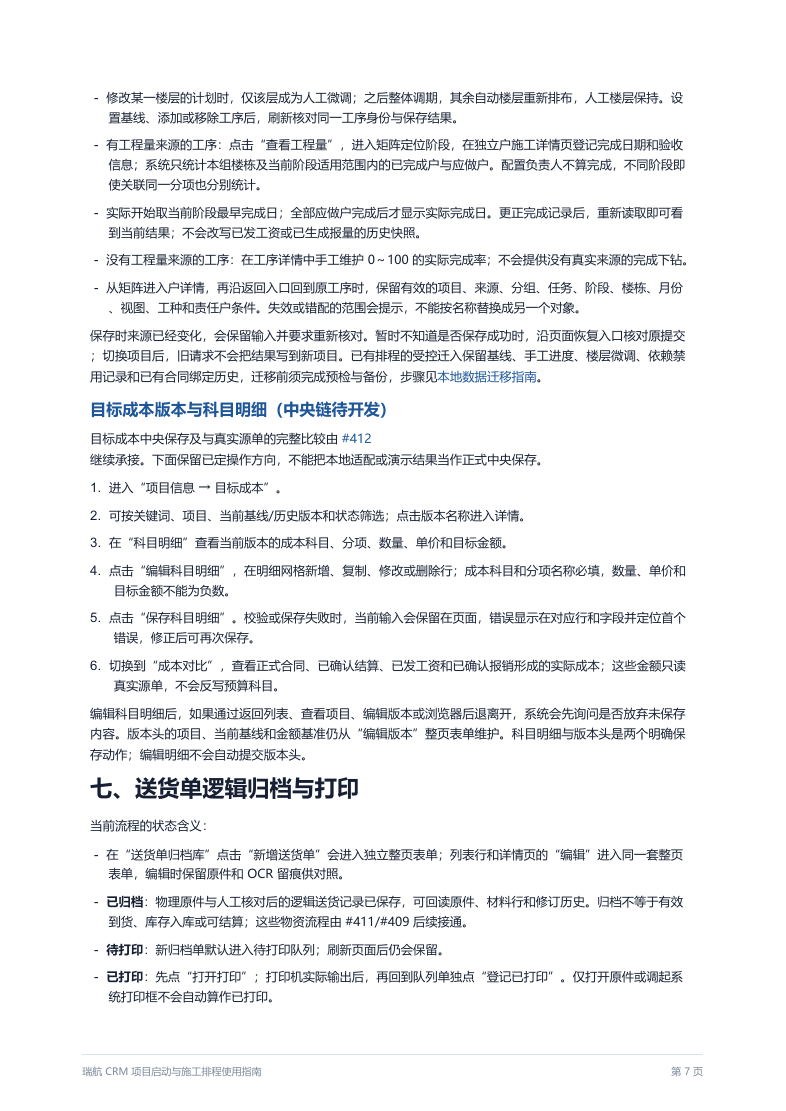 - 修改某一楼层的计划时，仅该层成为人工微调；之后整体调期，其余自动楼层重新排布，人工楼层保持。设
置基线、添加或移除工序后，刷新核对同一工序身份与保存结果。
- 有工程量来源的工序：点击“查看工程量”，进入矩阵定位阶段，在独立户施工详情页登记完成日期和验收
信息；系统只统计本组楼栋及当前阶段适用范围内的已完成户与应做户。配置负责人不算完成，不同阶段即
使关联同一分项也分别统计。
- 实际开始取当前阶段最早完成日；全部应做户完成后才显示实际完成日。更正完成记录后，重新读取即可看
到当前结果；不会改写已发工资或已生成报量的历史快照。
- 没有工程量来源的工序：在工序详情中手工维护 0～100 的实际完成率；不会提供没有真实来源的完成下钻。
- 从矩阵进入户详情，再沿返回入口回到原工序时，保留有效的项目、来源、分组、任务、阶段、楼栋、月份
、视图、工种和责任户条件。失效或错配的范围会提示，不能按名称替换成另一个对象。
保存时来源已经变化，会保留输入并要求重新核对。暂时不知道是否保存成功时，沿页面恢复入口核对原提交
；切换项目后，旧请求不会把结果写到新项目。已有排程的受控迁入保留基线、手工进度、楼层微调、依赖禁
用记录和已有合同绑定历史，迁移前须完成预检与备份，步骤见本地数据迁移指南。
目标成本版本与科目明细（中央链待开发）
目标成本中央保存及与真实源单的完整比较由 #412
继续承接。下面保留已定操作方向，不能把本地适配或演示结果当作正式中央保存。
1. 进入“项目信息 → 目标成本”。
2. 可按关键词、项目、当前基线/历史版本和状态筛选；点击版本名称进入详情。
3. 在“科目明细”查看当前版本的成本科目、分项、数量、单价和目标金额。
4. 点击“编辑科目明细”，在明细网格新增、复制、修改或删除行；成本科目和分项名称必填，数量、单价和
目标金额不能为负数。
5. 点击“保存科目明细”。校验或保存失败时，当前输入会保留在页面，错误显示在对应行和字段并定位首个
错误，修正后可再次保存。
6. 切换到“成本对比”，查看正式合同、已确认结算、已发工资和已确认报销形成的实际成本；这些金额只读
真实源单，不会反写预算科目。
编辑科目明细后，如果通过返回列表、查看项目、编辑版本或浏览器后退离开，系统会先询问是否放弃未保存
内容。版本头的项目、当前基线和金额基准仍从“编辑版本”整页表单维护。科目明细与版本头是两个明确保
存动作；编辑明细不会自动提交版本头。
七、送货单逻辑归档与打印
当前流程的状态含义：
- 在“送货单归档库”点击“新增送货单”会进入独立整页表单；列表行和详情页的“编辑”进入同一套整页
表单，编辑时保留原件和 OCR 留痕供对照。
- 已归档：物理原件与人工核对后的逻辑送货记录已保存，可回读原件、材料行和修订历史。归档不等于有效
到货、库存入库或可结算；这些物资流程由 #411/#409 后续接通。
- 待打印：新归档单默认进入待打印队列；刷新页面后仍会保留。
- 已打印：先点“打开打印”；打印机实际输出后，再回到队列单独点“登记已打印”。仅打开原件或调起系
统打印框不会自动算作已打印。
瑞航 CRM 项目启动与施工排程使用指南
第 7 页